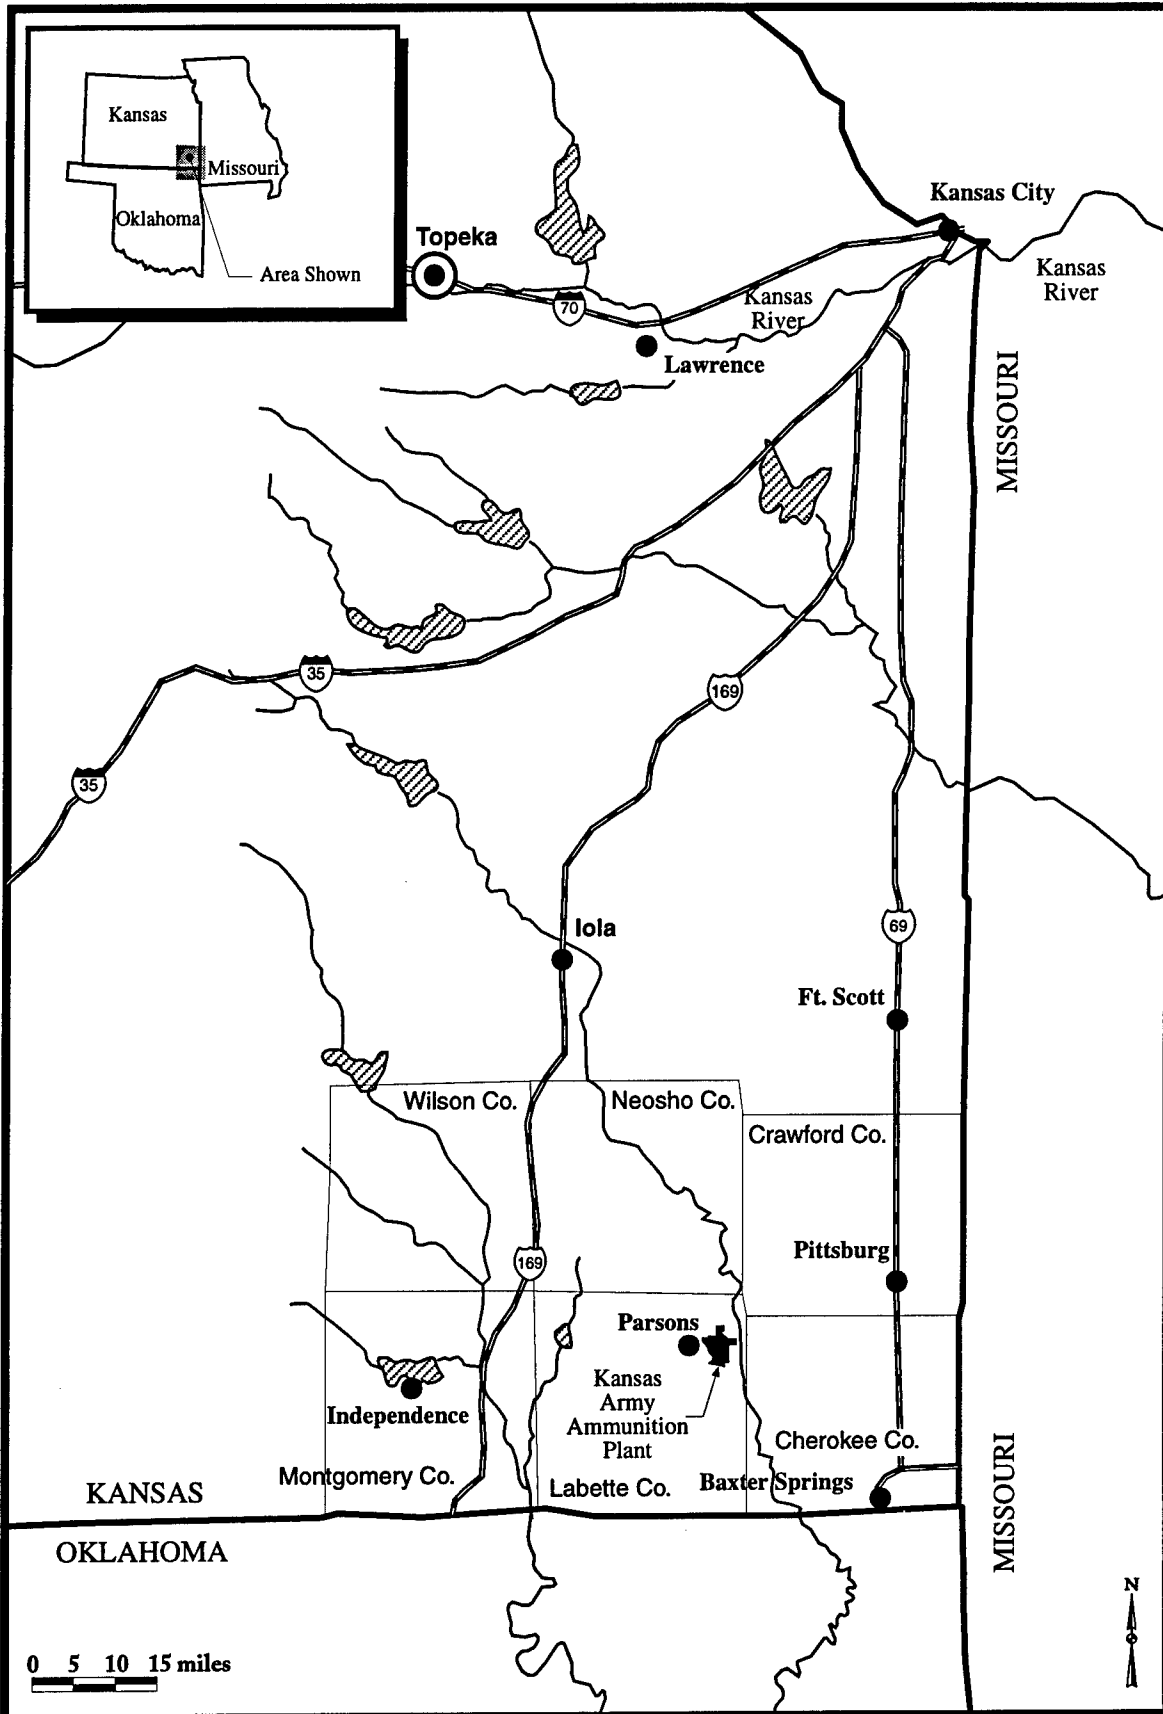 Kansas
Missouri
Oklahoma
Area Shown
Topeka
Kansas City
Kansas
River
70
Kansas
River
Lawrence
MISSOURI
35
169
35
Iola
69
Ft. Scott
Wilson Co.
Neosho Co.
Crawford Co.
Pittsburg
169
Parsons
Kansas
Army
Ammunition
Plant
Independence
Cherokee Co.
Montgomery Co.
Labette Co.
Baxter Springs
KANSAS
OKLAHOMA
MISSOURI
N
0 5 10 15 miles